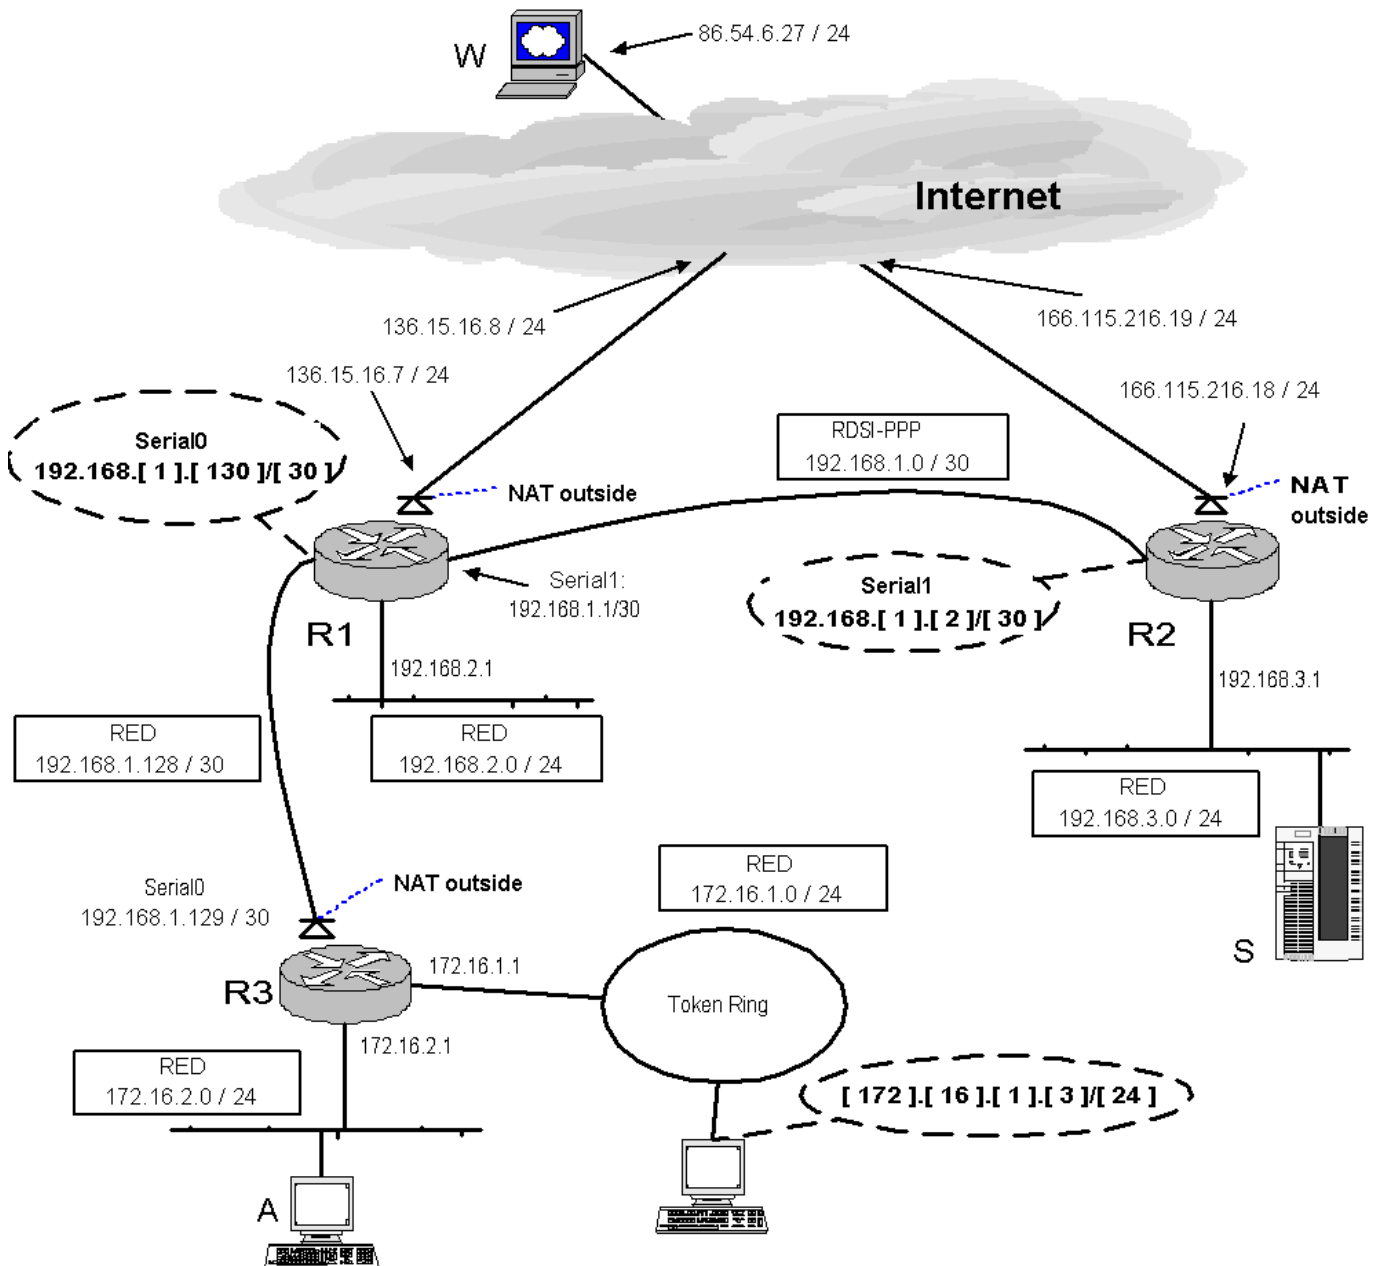 86.54.6.27 / 24
W
Internet
136.15.16.8 / 24
166.115.216.19 / 24
136.15.16.7 / 24
166.115.216.18 / 24
Serial0
192.168.[ 1 ].[ 130 ]/[ 30 ]
RDSI-PPP
192.168.1.0 / 30
NAT outside
NAT
outside
Serial1:
192.168.1.1/30
Serial1
192.168.[ 1 ].[ 2 ]/[ 30 ]
R1
R2
192.168.2.1
192.168.3.1
RED
192.168.1.128 / 30
RED
192.168.2.0 / 24
RED
192.168.3.0 / 24
RED
172.16.1.0 / 24
Serial0
192.168.1.129 / 30
NAT outside
S
172.16.1.1
R3
Token Ring
172.16.2.1
RED
172.16.2.0 / 24
[ 172 ].[ 16 ].[ 1 ].[ 3 ]/[ 24 ]
A